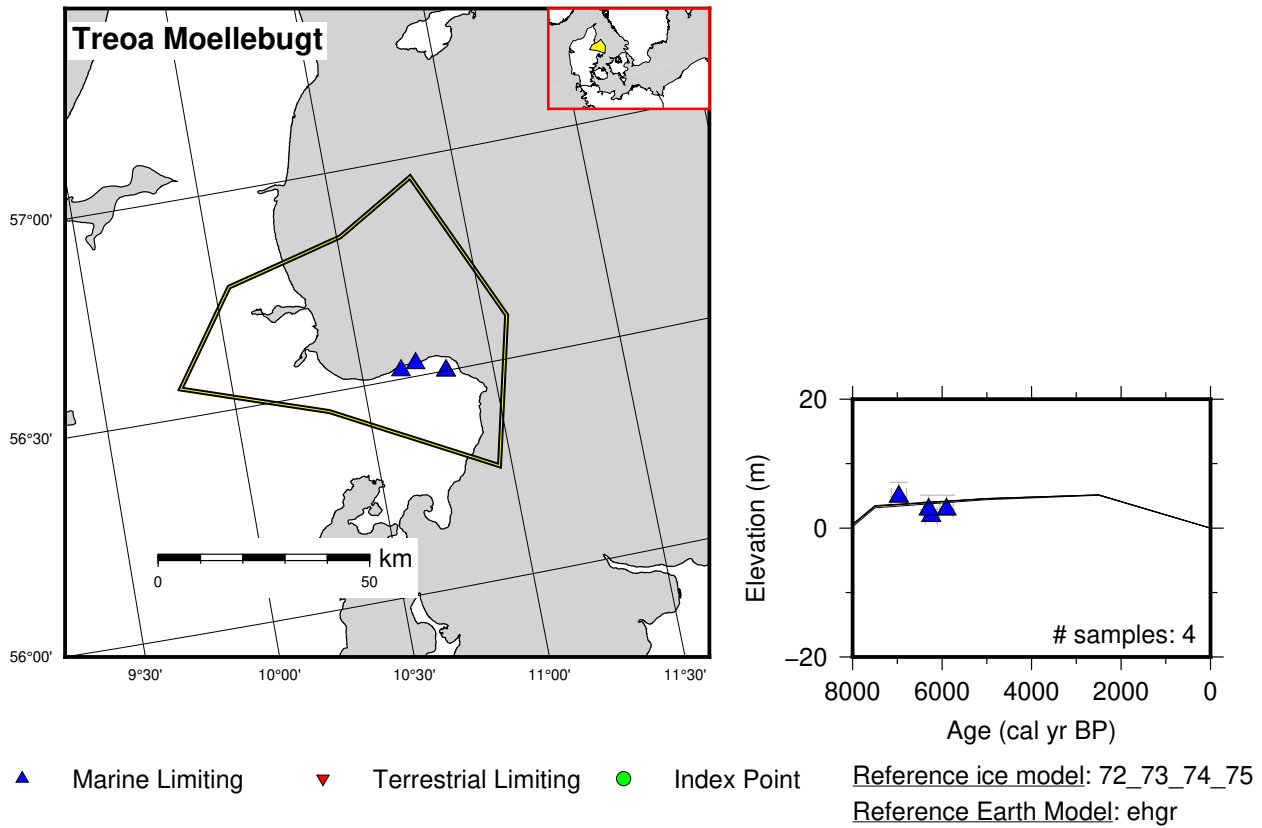 Treoa Moellebugt
57°00'
56°30'
56°00'
9°30'
10°00'
10°30'
11°00'
11°30'
km
0
50
20
0
−20
Elevation (m)
# samples: 4
8000
6000
4000
2000
0
Age (cal yr BP)
Marine Limiting
Terrestrial Limiting
Index Point
Reference ice model: 72_73_74_75
Reference Earth Model: ehgr